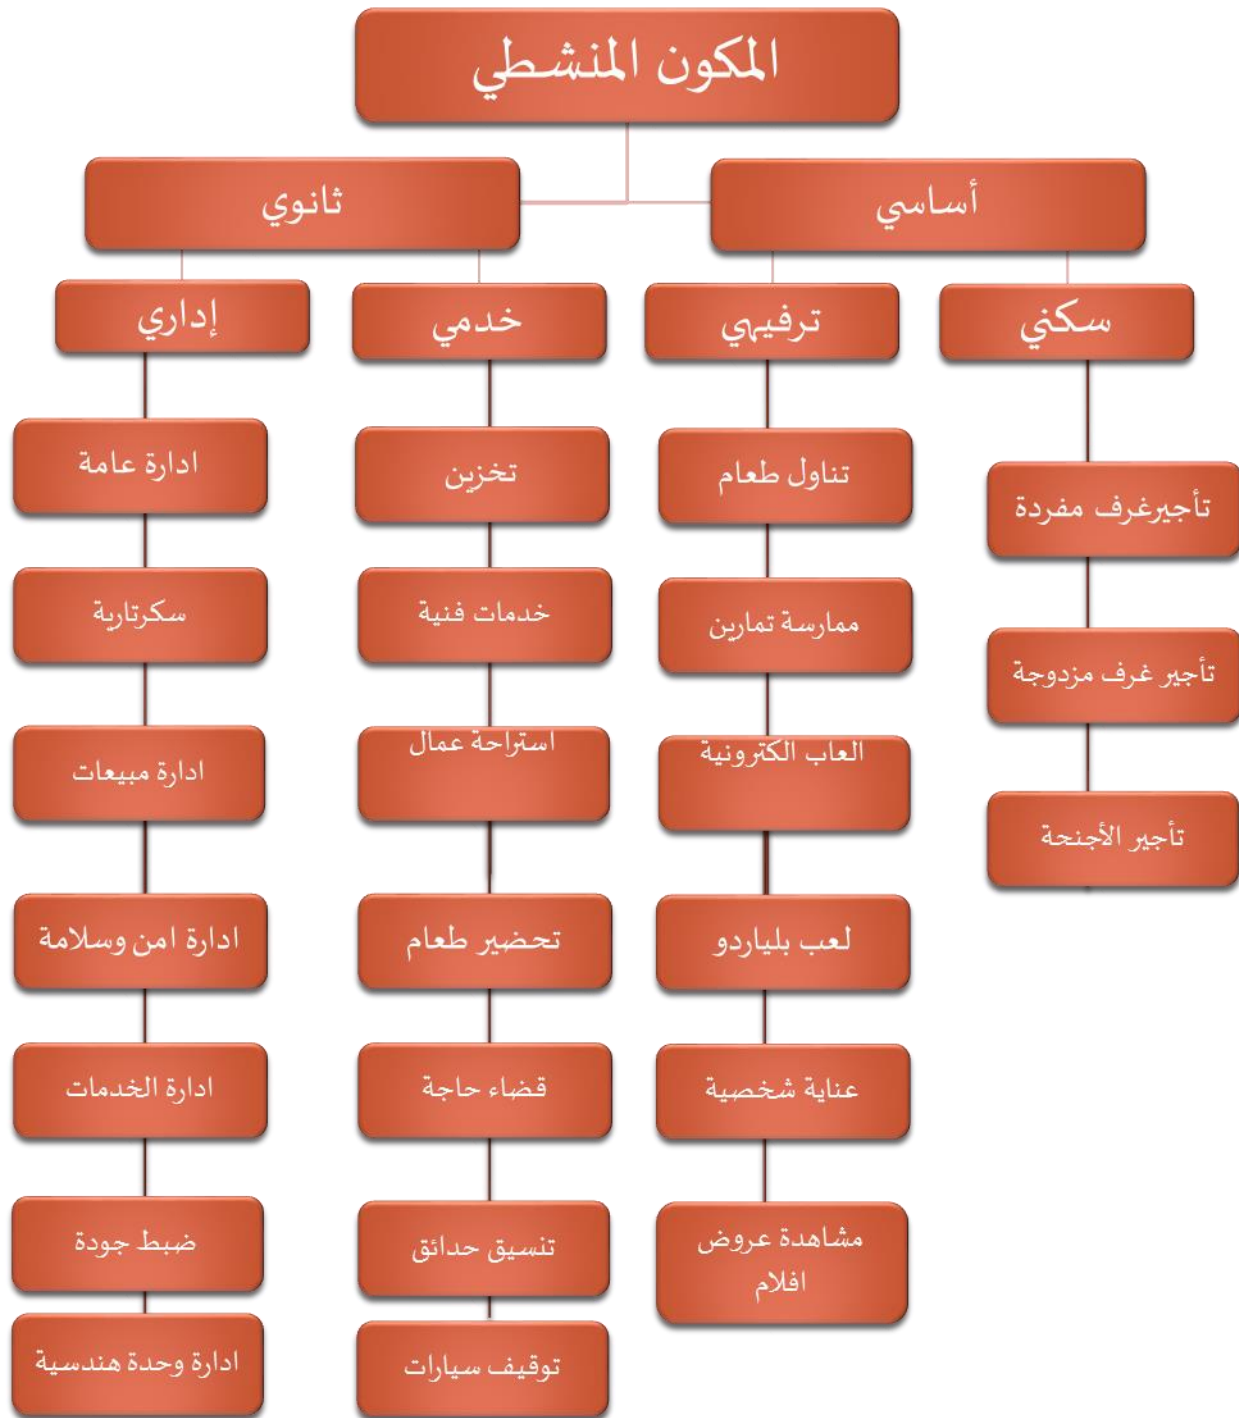 المكون المنشطي
أساسي
ثانوي
سكني
ترفيهي
خدمي
إداري
تأجيرغرف مفردة
تأجير غرف مزدوجة
تأجير الأجنحة
تناول طعام
ممارسة تمارين
العاب الكترونية
لعب بلياردو
عناية شخصية
مشاهدة عروض
افلام
تخزين
خدمات فنية
استراحة عمال
تحضير طعام
قضاء حاجة
تنسيق حدائق
توقيف سيارات
ادارة عامة
سكرتارية
ادارة مبيعات
ادارة امن وسلامة
ادارة الخدمات
ضبط جودة
ادارة وحدة هندسية